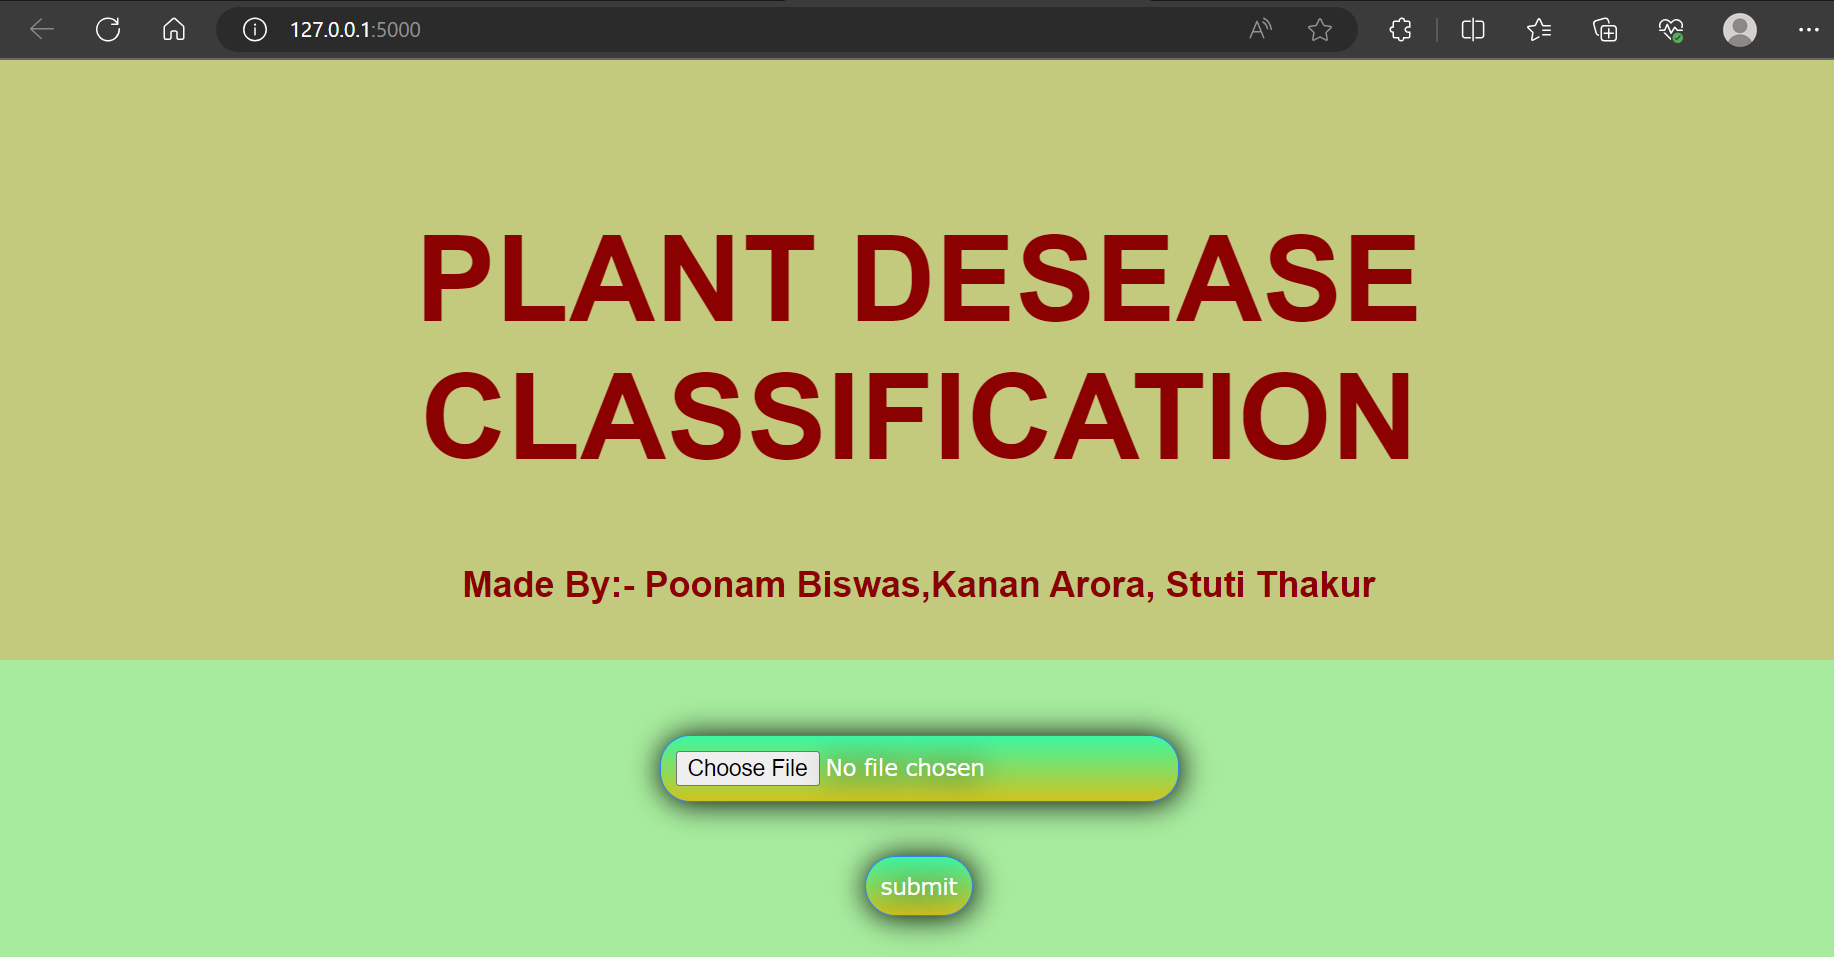 127.0.0.1:5000
PLANT DESEASE
CLASSIFICATION
Made By:- Poonam Biswas,Kanan Arora, Stuti Thakur
Choose File No file chosen
submit